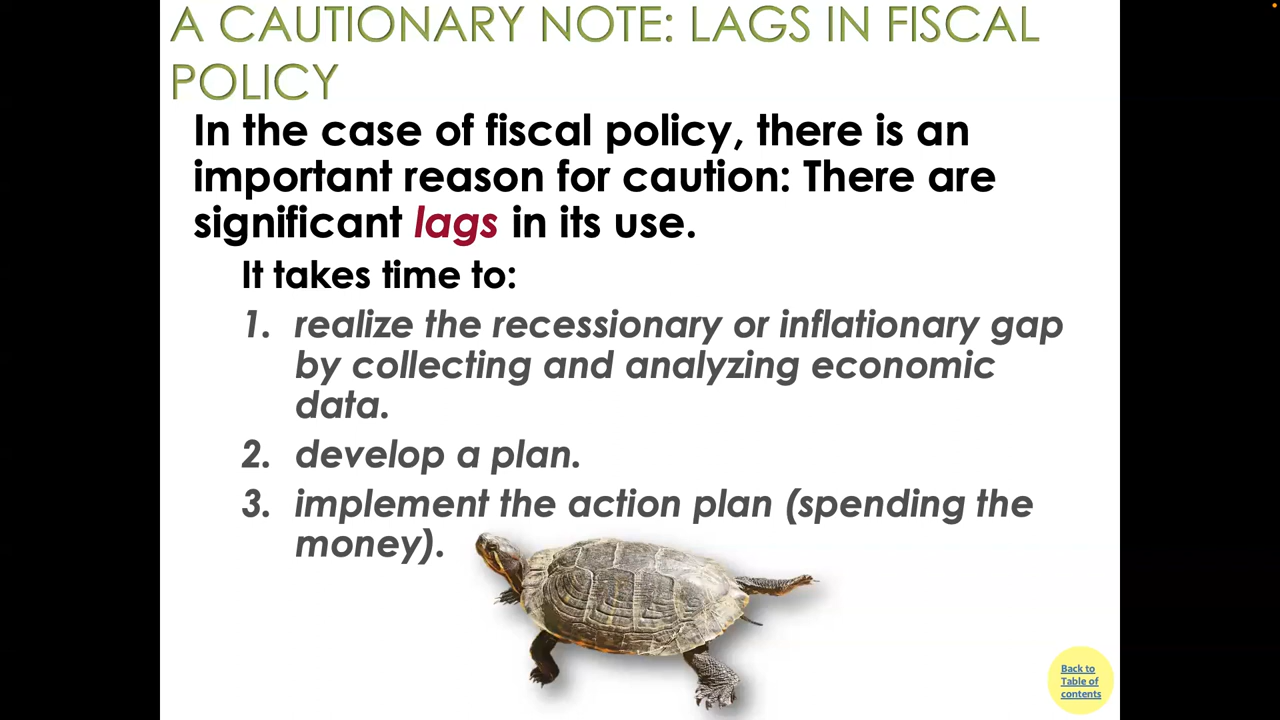 A CAUTIONARY NOTE: LAGS IN FISCAL
POLICY
In the case of fiscal policy, there is an
important reason for caution: There are
significant lags in its use.
It takes time to:
1. realize the recessionary or inflationary gap
by collecting and analyzing economic
data.
2. develop a plan.
3. implement the action plan (spending the
money).
Back to
Table of
contents